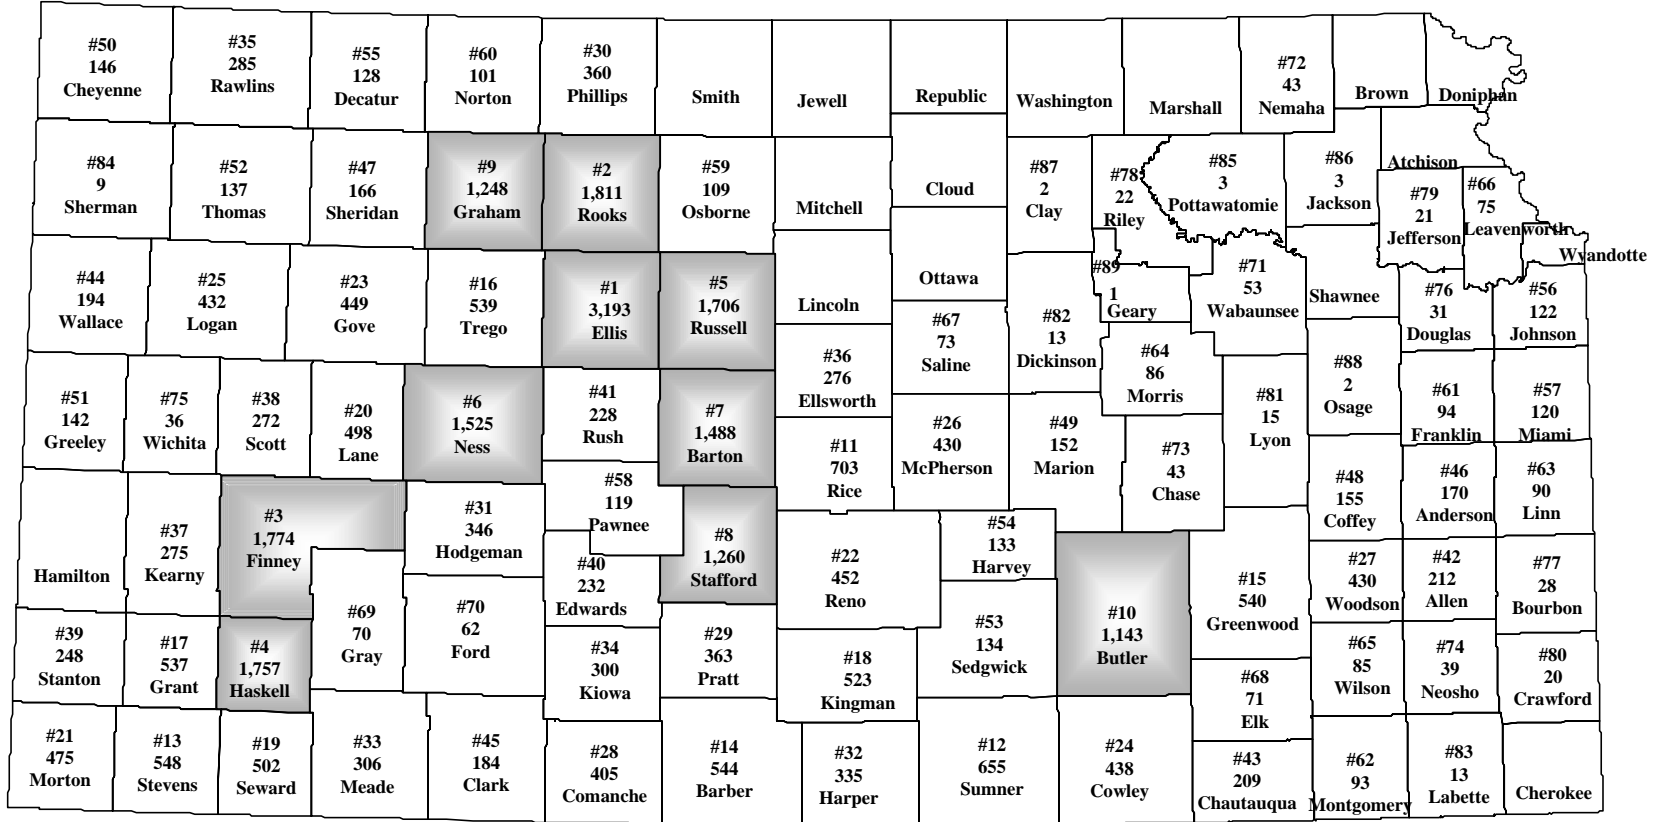 #50
146
Cheyenne
#35
285
Rawlins
#55
128
Decatur
#60
101
Norton
#30
360
Phillips
Smith
Jewell
Republic
Washington
Marshall
#72
43
Nemaha
Brown
Doniphan
#84
9
Sherman
#52
137
Thomas
#47
166
Sheridan
#9
1,248
Graham
#2
1,811
Rooks
#59
109
Osborne
Mitchell
Cloud
#87
2
Clay
#78
22
Riley
#85
3
Pottawatomie
#86
3
Jackson
Atchison
#79
21
Jefferson
#66
75
Leavenworth
Wyandotte
#44
194
Wallace
#25
432
Logan
#23
449
Gove
#16
539
Trego
#1
3,193
Ellis
#5
1,706
Russell
Lincoln
Ottawa
#67
73
Saline
#82
13
Dickinson
#89
1
Geary
#71
53
Wabaunsee
Shawnee
#76
31
Douglas
#56
122
Johnson
#51
142
Greeley
#75
36
Wichita
#38
272
Scott
#20
498
Lane
#6
1,525
Ness
#41
228
Rush
#7
1,488
Barton
#36
276
Ellsworth
#11
703
Rice
#26
430
McPherson
#49
152
Marion
#64
86
Morris
#73
43
Chase
#81
15
Lyon
#88
2
Osage
#61
94
Franklin
#57
120
Miami
Hamilton
#37
275
Kearny
#3
1,774
Finney
#31
346
Hodgeman
#58
119
Pawnee
#40
232
Edwards
#8
1,260
Stafford
#22
452
Reno
#54
133
Harvey
#10
1,143
Butler
#15
540
Greenwood
#48
155
Coffey
#46
170
Anderson
#63
90
Linn
#27
430
Woodson
#42
212
Allen
#77
28
Bourbon
#39
248
Stanton
#17
537
Grant
#4
1,757
Haskell
#69
70
Gray
#70
62
Ford
#34
300
Kiowa
#29
363
Pratt
#18
523
Kingman
#53
134
Sedgwick
#68
71
Elk
#65
85
Wilson
#74
39
Neosho
#80
20
Crawford
#21
475
Morton
#13
548
Stevens
#19
502
Seward
#33
306
Meade
#45
184
Clark
#28
405
Comanche
#14
544
Barber
#32
335
Harper
#12
655
Sumner
#24
438
Cowley
#43
209
Chautauqua
#62
93
Montgomery
#83
13
Labette
Cherokee